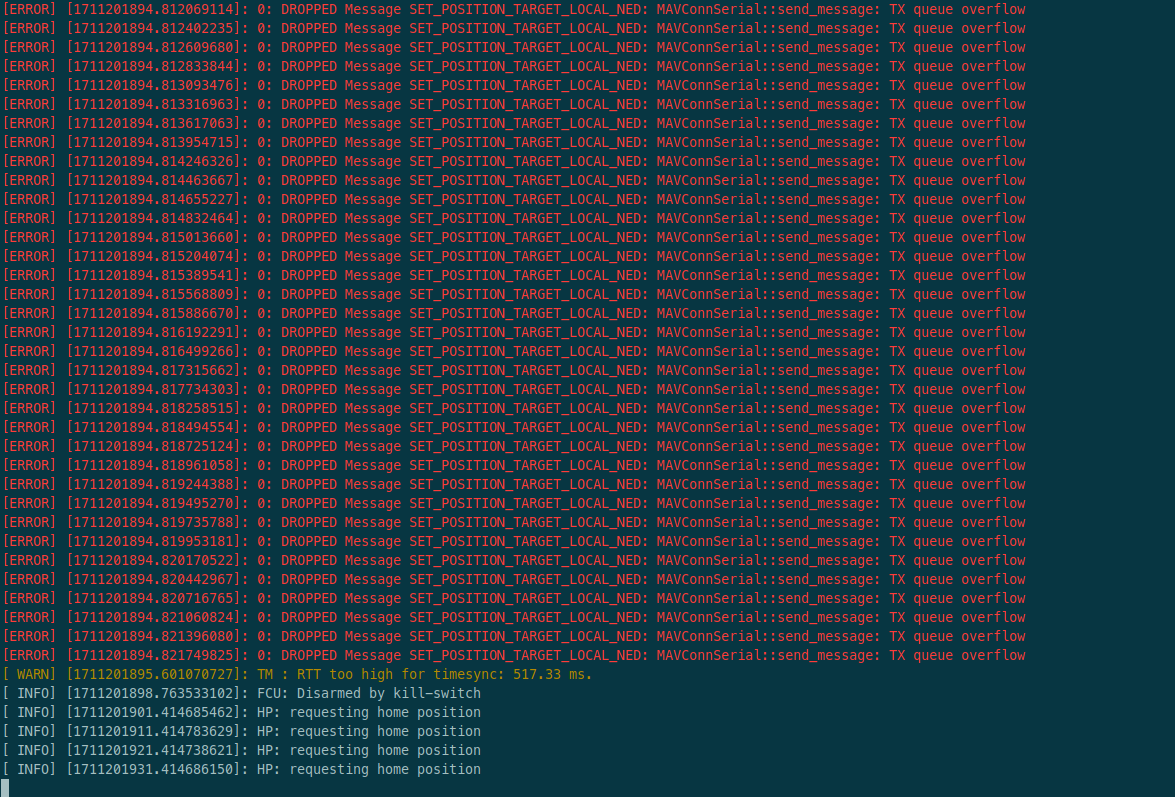 [ERROR] [1711201894.812069114]: 0: DROPPED Message SET_POSITION_TARGET_LOCAL_NED: MAVConnSerial::send_message: TX queue overflow
[ERROR] [1711201894.812402235]: 0: DROPPED Message SET_POSITION_TARGET_LOCAL_NED: MAVConnSerial::send_message: TX queue overflow
[ERROR] [1711201894.812609680]: 0: DROPPED Message SET_POSITION_TARGET_LOCAL_NED: MAVConnSerial::send_message: TX queue overflow
[ERROR] [1711201894.812833844]: 0: DROPPED Message SET_POSITION_TARGET_LOCAL_NED: MAVConnSerial::send_message: TX queue overflow
[ERROR] [1711201894.813093476]: 0: DROPPED Message SET_POSITION_TARGET_LOCAL_NED: MAVConnSerial::send_message: TX queue overflow
[ERROR] [1711201894.813316963]: 0: DROPPED Message SET_POSITION_TARGET_LOCAL_NED: MAVConnSerial::send_message: TX queue overflow
[ERROR] [1711201894.813617063]: 0: DROPPED Message SET_POSITION_TARGET_LOCAL_NED: MAVConnSerial::send_message: TX queue overflow
[ERROR] [1711201894.813954715]: 0: DROPPED Message SET_POSITION_TARGET_LOCAL_NED: MAVConnSerial::send_message: TX queue overflow
[ERROR] [1711201894.814246326]: 0: DROPPED Message SET_POSITION_TARGET_LOCAL_NED: MAVConnSerial::send_message: TX queue overflow
[ERROR] [1711201894.814463667]: 0: DROPPED Message SET_POSITION_TARGET_LOCAL_NED: MAVConnSerial::send_message: TX queue overflow
[ERROR] [1711201894.814655227]: 0: DROPPED Message SET_POSITION_TARGET_LOCAL_NED: MAVConnSerial::send_message: TX queue overflow
[ERROR] [1711201894.814832464]: 0: DROPPED Message SET_POSITION_TARGET_LOCAL_NED: MAVConnSerial::send_message: TX queue overflow
[ERROR] [1711201894.815013660]: 0: DROPPED Message SET_POSITION_TARGET_LOCAL_NED: MAVConnSerial::send_message: TX queue overflow
[ERROR] [1711201894.815204074]: 0: DROPPED Message SET_POSITION_TARGET_LOCAL_NED: MAVConnSerial::send_message: TX queue overflow
[ERROR] [1711201894.815389541]: 0: DROPPED Message SET_POSITION_TARGET_LOCAL_NED: MAVConnSerial::send_message: TX queue overflow
[ERROR] [1711201894.815568809]: 0: DROPPED Message SET_POSITION_TARGET_LOCAL_NED: MAVConnSerial::send_message: TX queue overflow
[ERROR] [1711201894.815886670]: 0: DROPPED Message SET_POSITION_TARGET_LOCAL_NED: MAVConnSerial::send_message: TX queue overflow
[ERROR] [1711201894.816192291]: 0: DROPPED Message SET_POSITION_TARGET_LOCAL_NED: MAVConnSerial::send_message: TX queue overflow
[ERROR] [1711201894.816499266]: 0: DROPPED Message SET_POSITION_TARGET_LOCAL_NED: MAVConnSerial::send_message: TX queue overflow
[ERROR] [1711201894.817315662]: 0: DROPPED Message SET_POSITION_TARGET_LOCAL_NED: MAVConnSerial::send_message: TX queue overflow
[ERROR] [1711201894.817734303]: 0: DROPPED Message SET_POSITION_TARGET_LOCAL_NED: MAVConnSerial::send_message: TX queue overflow
[ERROR] [1711201894.818258515]: 0: DROPPED Message SET_POSITION_TARGET_LOCAL_NED: MAVConnSerial::send_message: TX queue overflow
[ERROR] [1711201894.818494554]: 0: DROPPED Message SET_POSITION_TARGET_LOCAL_NED: MAVConnSerial::send_message: TX queue overflow
[ERROR] [1711201894.818725124]: 0: DROPPED Message SET_POSITION_TARGET_LOCAL_NED: MAVConnSerial::send_message: TX queue overflow
[ERROR] [1711201894.818961058]: 0: DROPPED Message SET_POSITION_TARGET_LOCAL_NED: MAVConnSerial::send_message: TX queue overflow
[ERROR] [1711201894.819244388]: 0: DROPPED Message SET_POSITION_TARGET_LOCAL_NED: MAVConnSerial::send_message: TX queue overflow
[ERROR] [1711201894.819495270]: 0: DROPPED Message SET_POSITION_TARGET_LOCAL_NED: MAVConnSerial::send_message: TX queue overflow
[ERROR] [1711201894.819735788]: 0: DROPPED Message SET_POSITION_TARGET_LOCAL_NED: MAVConnSerial::send_message: TX queue overflow
[ERROR] [1711201894.819953181]: 0: DROPPED Message SET_POSITION_TARGET_LOCAL_NED: MAVConnSerial::send_message: TX queue overflow
[ERROR] [1711201894.820170522]: 0: DROPPED Message SET_POSITION_TARGET_LOCAL_NED: MAVConnSerial::send_message: TX queue overflow
[ERROR] [1711201894.820442967]: 0: DROPPED Message SET_POSITION_TARGET_LOCAL_NED: MAVConnSerial::send_message: TX queue overflow
[ERROR] [1711201894.820716765]: 0: DROPPED Message SET_POSITION_TARGET_LOCAL_NED: MAVConnSerial::send_message: TX queue overflow
[ERROR] [1711201894.821060824]: 0: DROPPED Message SET_POSITION_TARGET_LOCAL_NED: MAVConnSerial::send_message: TX queue overflow
[ERROR] [1711201894.821396080]: 0: DROPPED Message SET_POSITION_TARGET_LOCAL_NED: MAVConnSerial::send_message: TX queue overflow
[ERROR] [1711201894.821749825]: 0: DROPPED Message SET_POSITION_TARGET_LOCAL_NED: MAVConnSerial::send_message: TX queue overflow
[ WARN] [1711201895.601070727]: TM : RTT too high for timesync: 517.33 ms.
[ INFO] [1711201898.763533102]: FCU: Disarmed by kill-switch
[ INFO] [1711201901.414685462]: HP: requesting home position
[ INFO] [1711201911.414783629]: HP: requesting home position
[ INFO] [1711201921.414738621]: HP: requesting home position
[ INFO] [1711201931.414686150]: HP: requesting home position